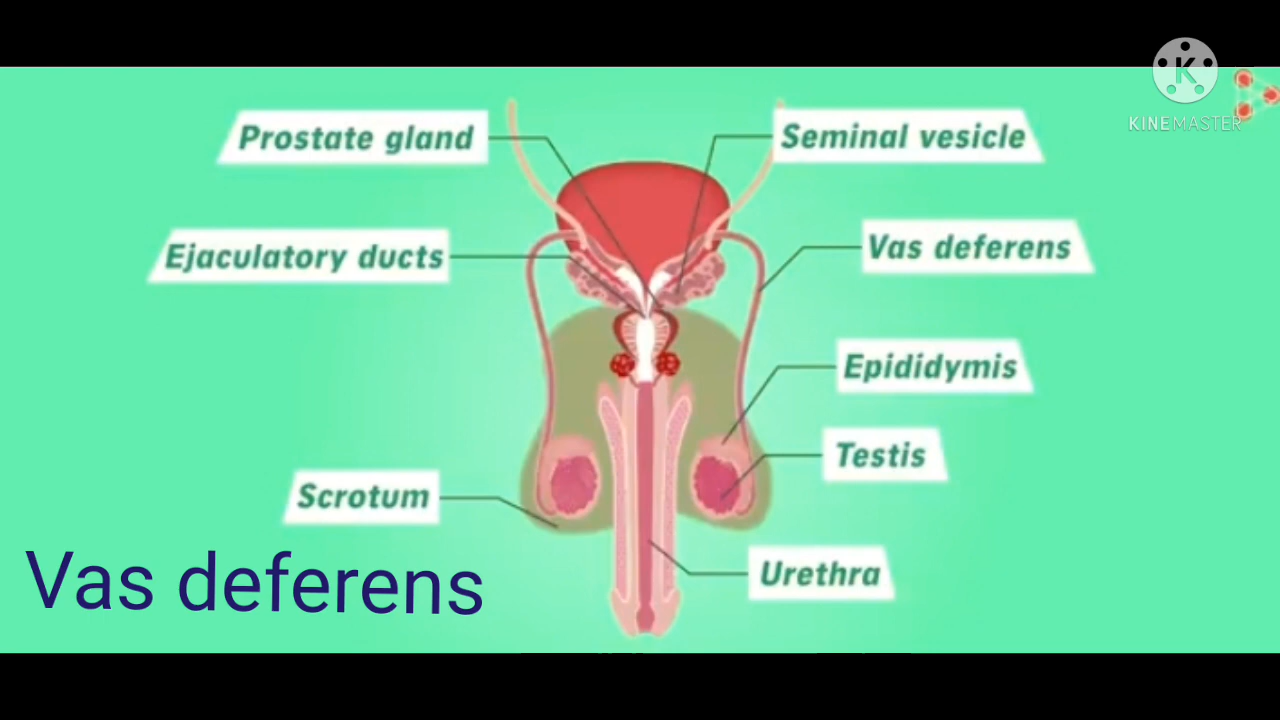 KINEMASTER
Prostate gland
Seminal vesicle
Ejaculatory ducts
Vas deferens
Epididymis
Testis
Scrotum
Urethra
Vas deferens